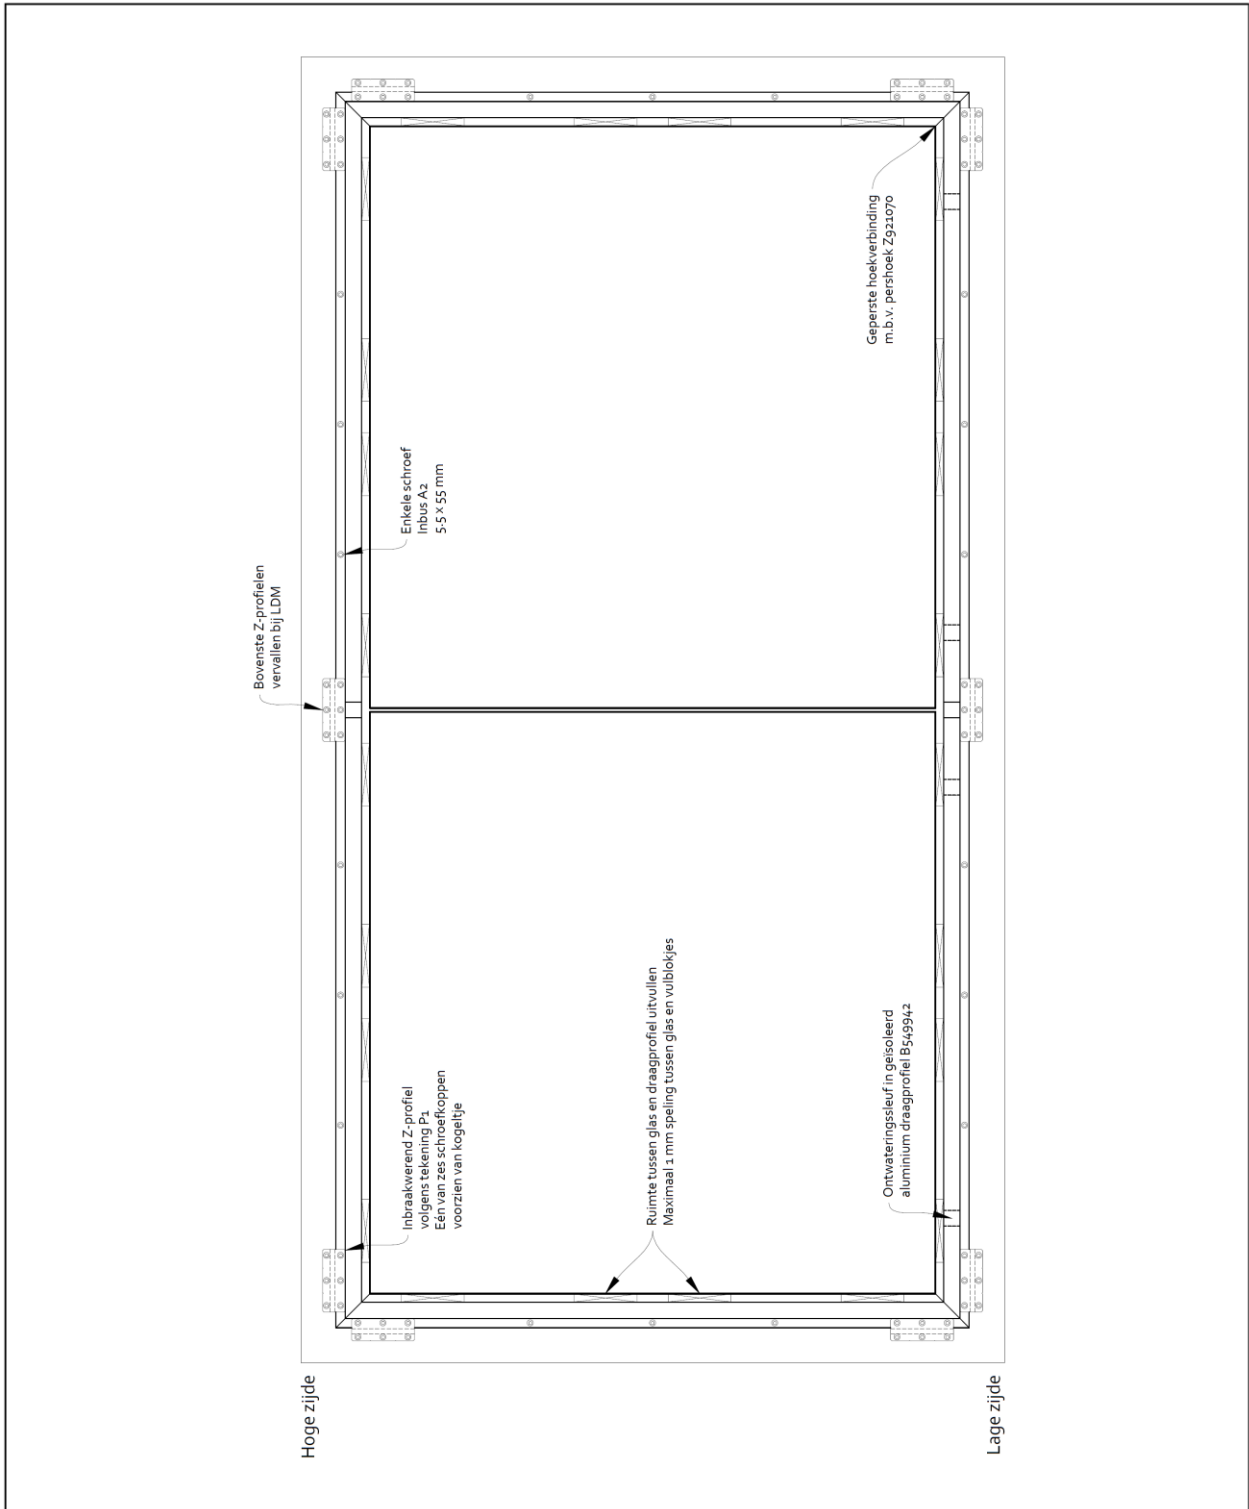 Bovenste Z-profielen
vervallen bij LDM
Enkele schroef
Inbus A2
5.5 x 55 mm
Geperste hoekverbinding
m.b.v. pershoek Z921070
Inbraakwerend Z-profiel
volgens tekening P1
Eén van zes schroefkoppen
voorzien van kogeltje
Ruimte tussen glas en draagprofiel uitvullen
Maximaal 1 mm speling tussen glas en vulblokjes
Ontwateringssleuf in geïsoleerd
aluminium draagprofiel B549942
Hoge zijde
Lage zijde